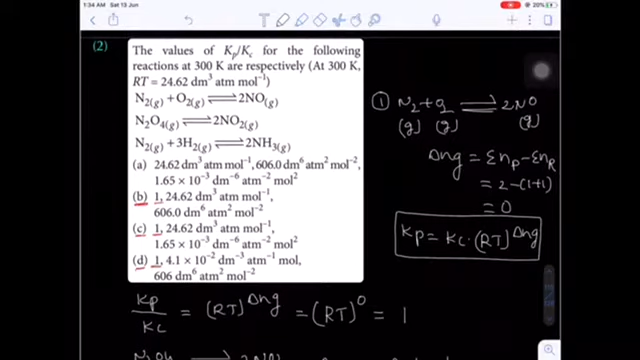 1:34 AM Sat 13 Jun
20%
(2)
The values of Kp/Kc for the following
reactions at 300 K are respectively (At 300 K,
RT = 24.62 dm³ atm mol⁻¹)
N₂(g) + O₂(g) ⇌ 2NO(g)
N₂O₄(g) ⇌ 2NO₂(g)
N₂(g) + 3H₂(g) ⇌ 2NH₃(g)
(a) 24.62 dm³ atm mol⁻¹, 606.0 dm⁶ atm² mol⁻²,
1.65 × 10⁻³ dm⁻⁶ atm⁻² mol²
(b) 1, 24.62 dm³ atm mol⁻¹,
606.0 dm⁶ atm² mol⁻²
(c) 1, 24.62 dm³ atm mol⁻¹,
1.65 × 10⁻³ dm⁻⁶ atm⁻² mol²
(d) 1, 4.1 × 10⁻² dm⁻³ atm⁻¹ mol,
606 dm⁶ atm² mol⁻²
① N₂ + O₂ ⇌ 2NO
(g) (g) (g)
Δng = Σnp - ΣnR
= 2 - (1+1)
= 0
Kp = Kc · (RT)^Δng
Kp/Kc = (RT)^Δng = (RT)⁰ = 1